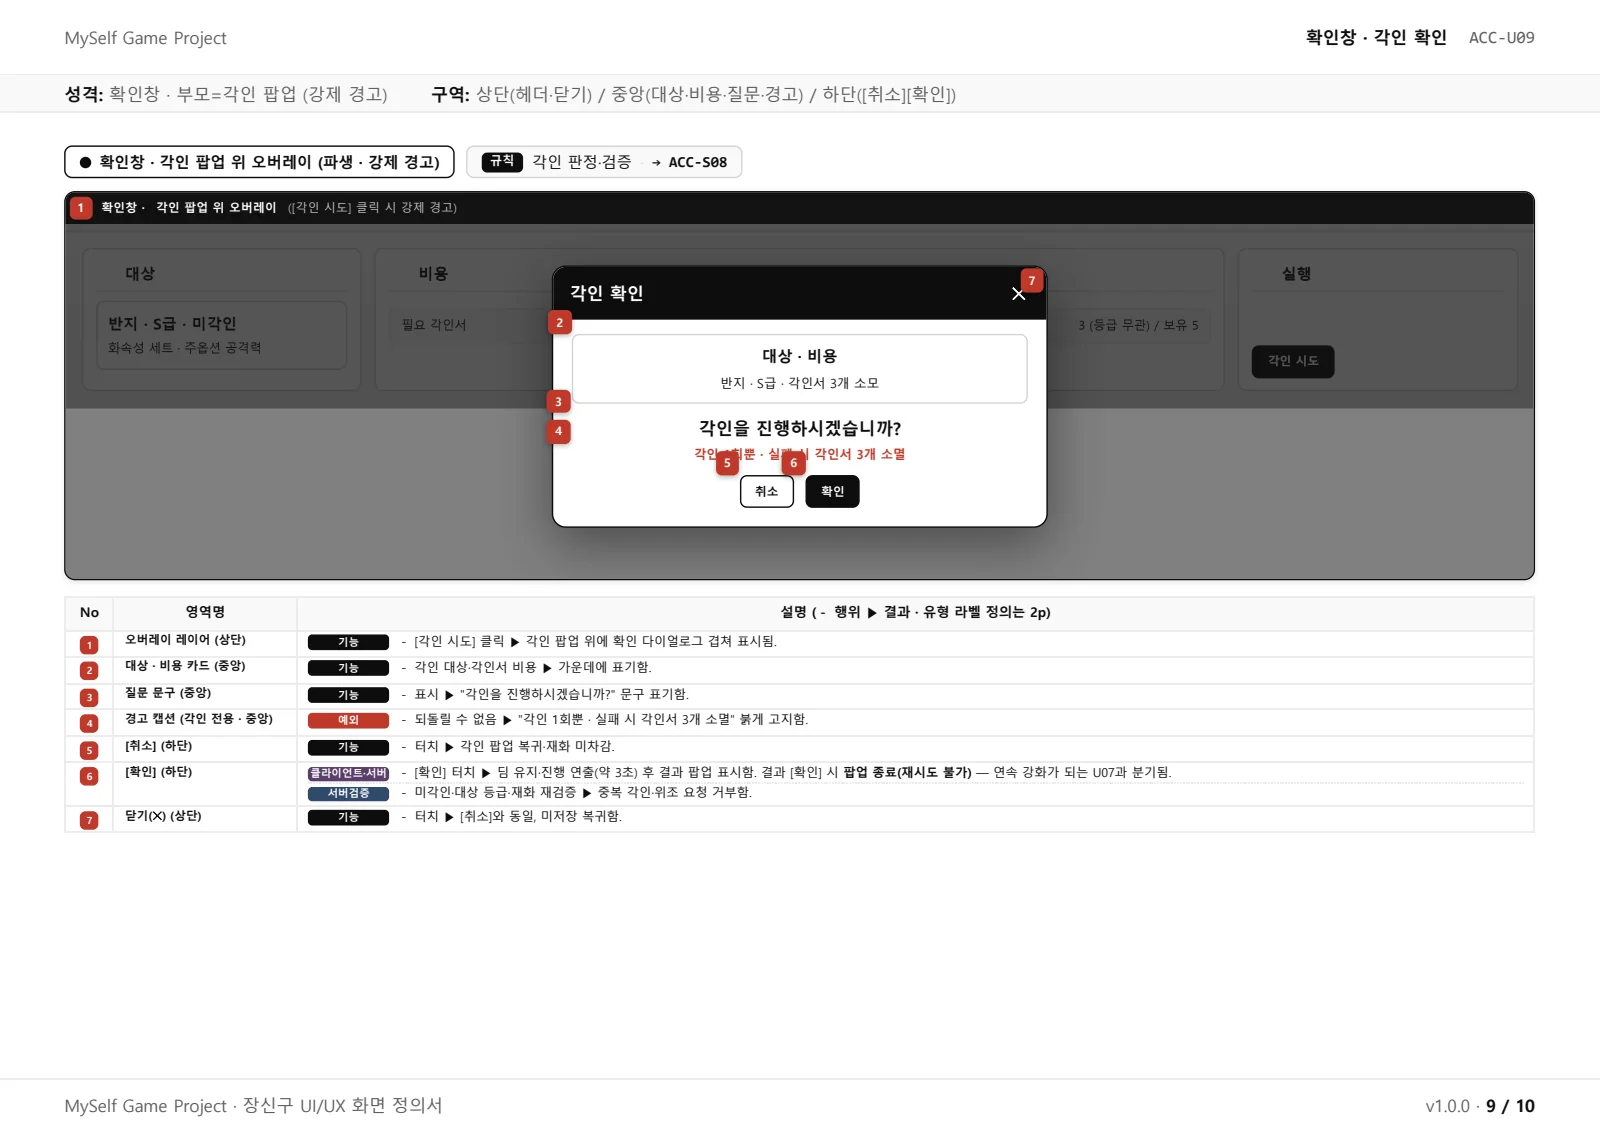 MySelf Game Project
확인창 · 각인 확인 ACC-U09
성격: 확인창 · 부모=각인 팝업 (강제 경고) 구역: 상단(헤더·닫기) / 중앙(대상·비용·질문·경고) / 하단([취소][확인])
● 확인창 · 각인 팝업 위 오버레이 (파생 · 강제 경고)
규칙 각인 판정·검증 · → ACC-S08
1 확인창 · 각인 팝업 위 오버레이 ([각인 시도] 클릭 시 강제 경고)
대상
반지 · S급 · 미각인
화속성 세트 · 주옵션 공격력
비용
필요 각인서
3 (등급 무관) / 보유 5
실행
각인 시도
각인 확인
7
2
대상 · 비용
반지 · S급 · 각인서 3개 소모
3
4
각인을 진행하시겠습니까?
각인 회뿐 · 실패 시 각인서 3개 소멸
5
6
취소
확인
No 영역명 설명 ( - 행위 ▶ 결과 · 유형 라벨 정의는 2p)
1 오버레이 레이어 (상단) 기능 - [각인 시도] 클릭 ▶ 각인 팝업 위에 확인 다이얼로그 겹쳐 표시됨.
2 대상 · 비용 카드 (중앙) 기능 - 각인 대상·각인서 비용 ▶ 가운데에 표기함.
3 질문 문구 (중앙) 기능 - 표시 ▶ "각인을 진행하시겠습니까?" 문구 표기함.
4 경고 캡션 (각인 전용 · 중앙) 예외 - 되돌릴 수 없음 ▶ "각인 1회뿐 · 실패 시 각인서 3개 소멸" 붉게 고지함.
5 [취소] (하단) 기능 - 터치 ▶ 각인 팝업 복귀·재화 미차감.
6 [확인] (하단) 클라이언트·서버 - [확인] 터치 ▶ 딤 유지·진행 연출(약 3초) 후 결과 팝업 표시함. 결과 [확인] 시 팝업 종료(재시도 불가) — 연속 강화가 되는 U07과 분기됨.
서버검증 - 미각인·대상 등급·재화 재검증 ▶ 중복 각인·위조 요청 거부함.
7 닫기(✕) (상단) 기능 - 터치 ▶ [취소]와 동일, 미저장 복귀함.
MySelf Game Project · 장신구 UI/UX 화면 정의서
v1.0.0 · 9 / 10